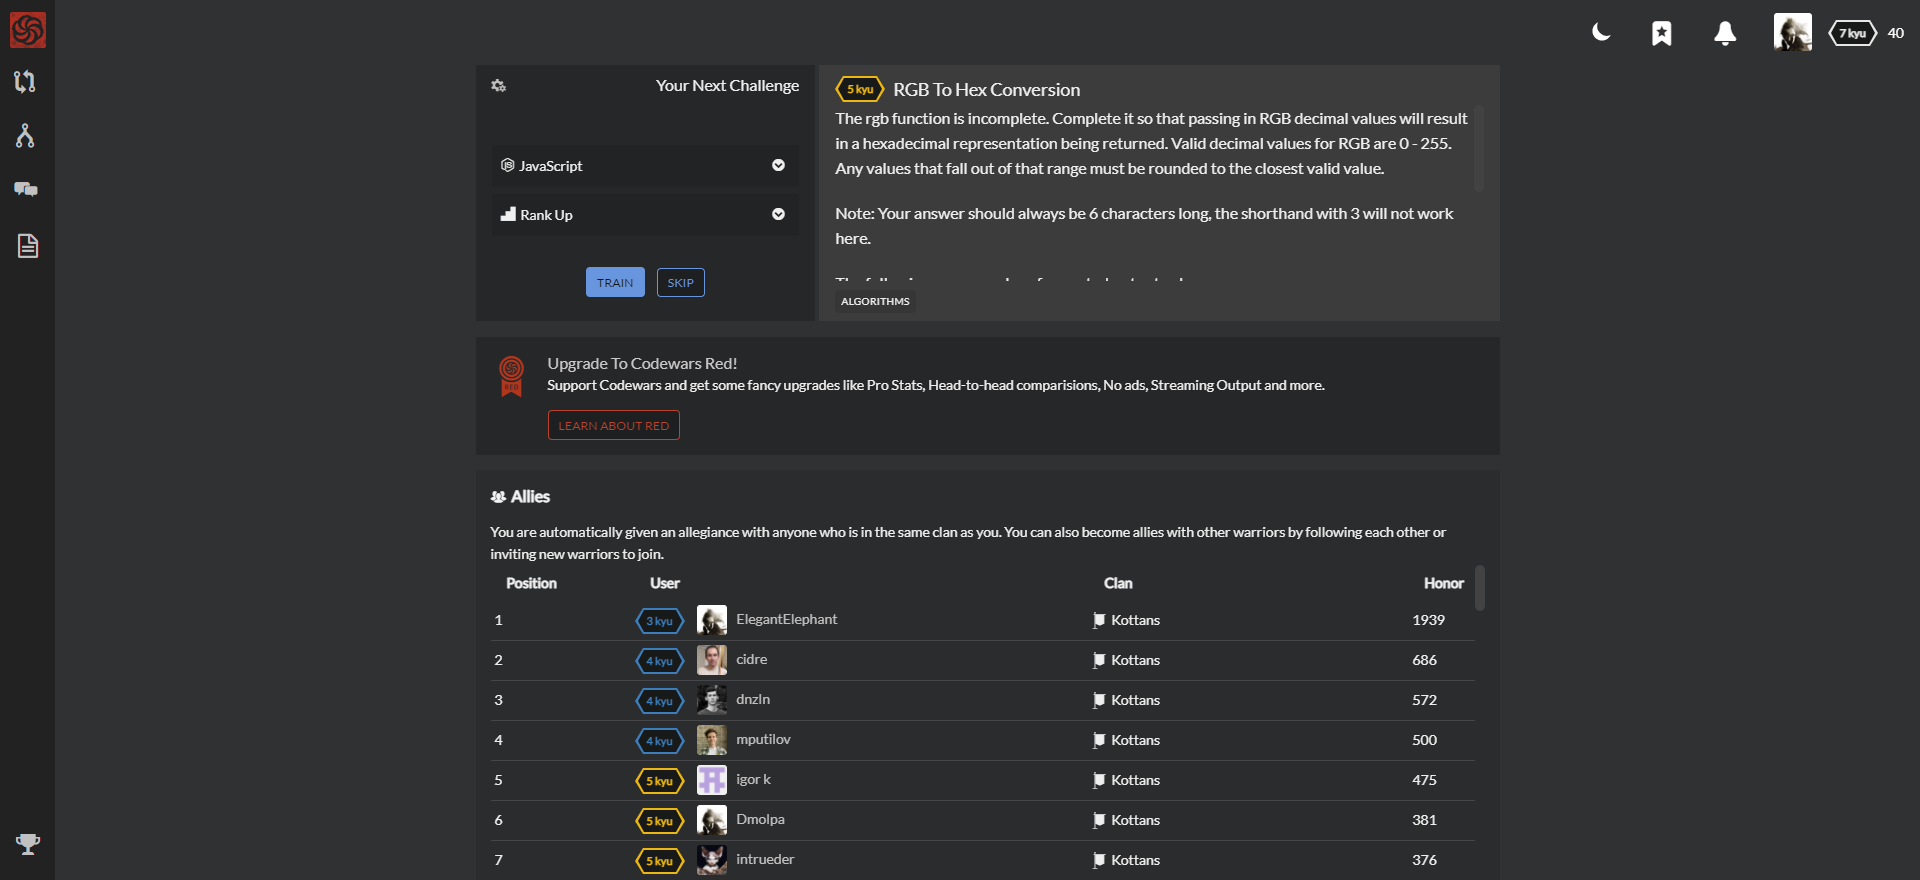 7 kyu 40
Your Next Challenge
JavaScript
Rank Up
TRAIN SKIP
5 kyu RGB To Hex Conversion
The rgb function is incomplete. Complete it so that passing in RGB decimal values will result
in a hexadecimal representation being returned. Valid decimal values for RGB are 0 - 255.
Any values that fall out of that range must be rounded to the closest valid value.
Note: Your answer should always be 6 characters long, the shorthand with 3 will not work
here.
ALGORITHMS
RED
Upgrade To Codewars Red!
Support Codewars and get some fancy upgrades like Pro Stats, Head-to-head comparisions, No ads, Streaming Output and more.
LEARN ABOUT RED
Allies
You are automatically given an allegiance with anyone who is in the same clan as you. You can also become allies with other warriors by following each other or
inviting new warriors to join.
Position User Clan Honor
1 3 kyu ElegantElephant Kottans 1939
2 4 kyu cidre Kottans 686
3 4 kyu dnzln Kottans 572
4 4 kyu mputilov Kottans 500
5 5 kyu igor k Kottans 475
6 5 kyu Dmolpa Kottans 381
7 5 kyu intrueder Kottans 376